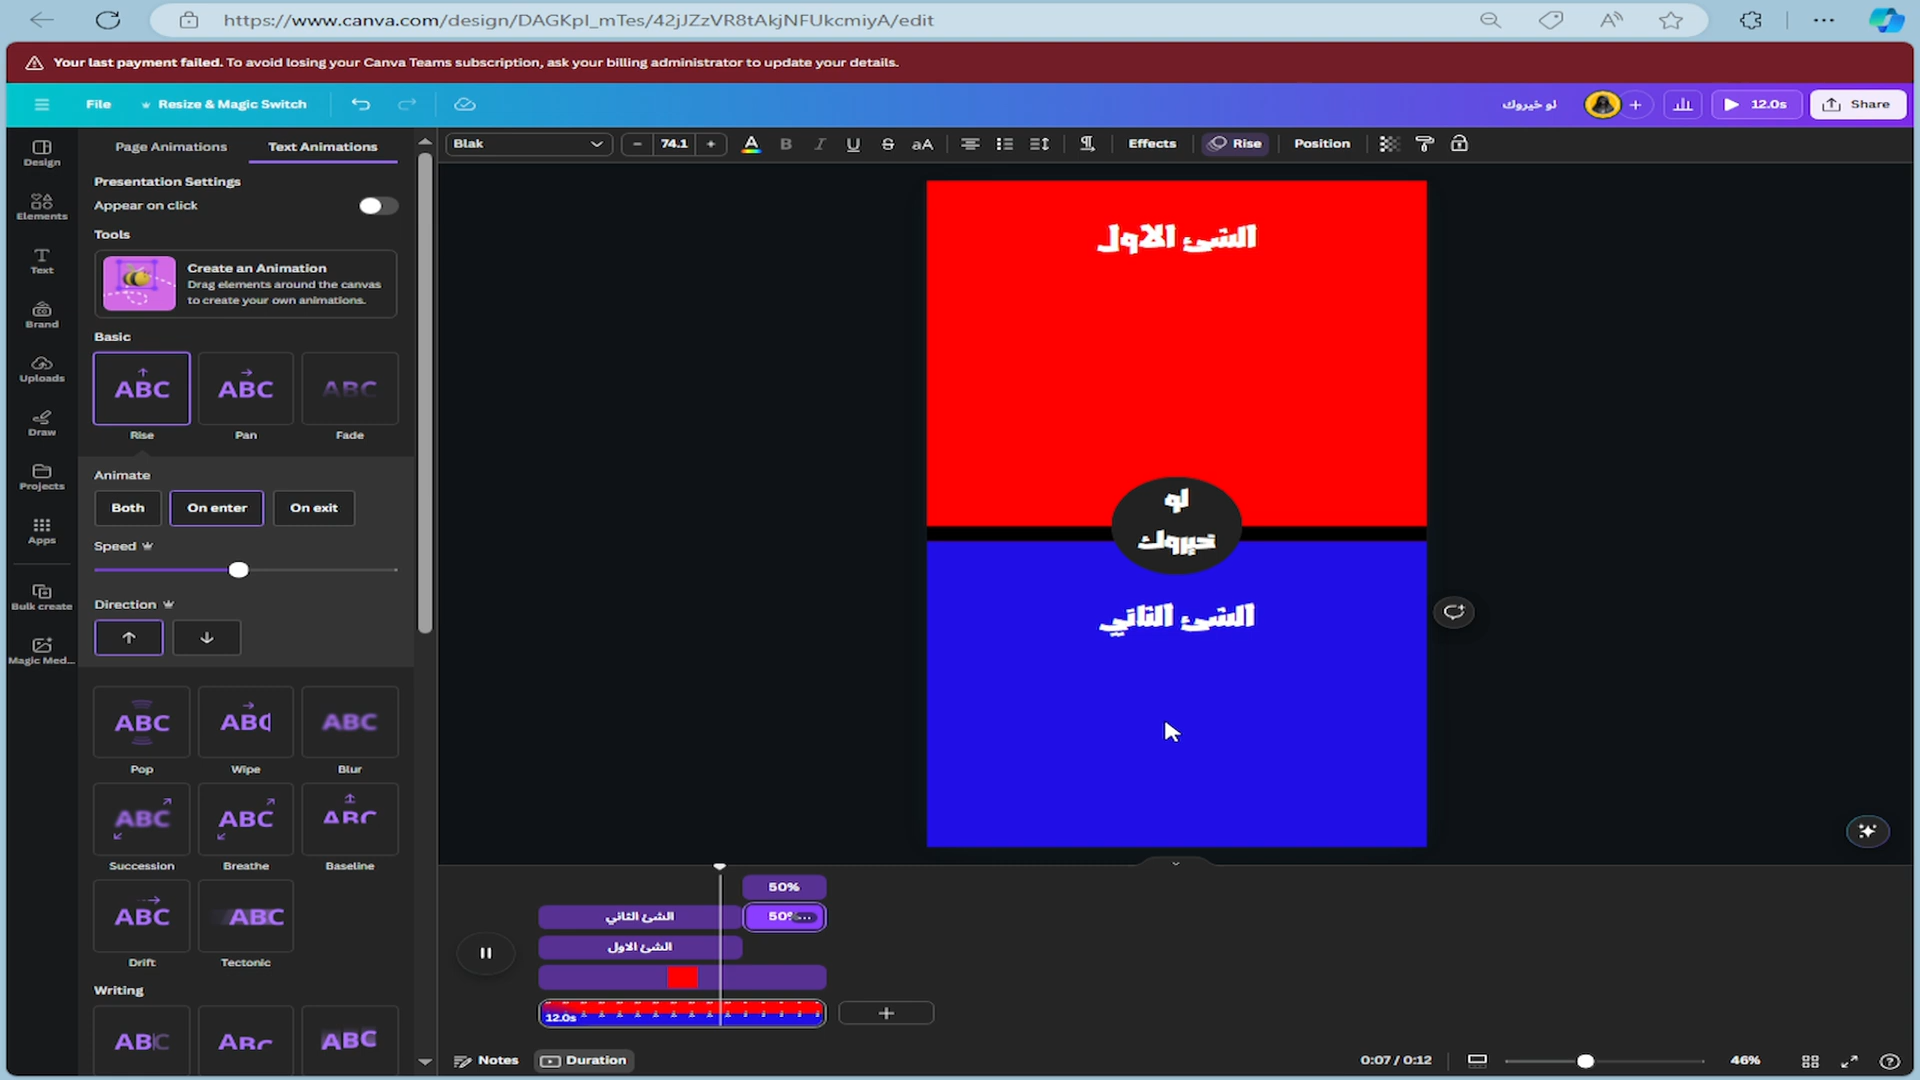 https://www.canva.com/design/DAGKpI_mTes/42jJZzVR8tAkjNFUkcmiyA/edit
Your last payment failed. To avoid losing your Canva Teams subscription, ask your billing administrator to update your details.
File
Resize & Magic Switch
لو خيروك
12.0s
Share
Design
Elements
Text
Brand
Uploads
Draw
Projects
Apps
Bulk create
Magic Med...
Page Animations
Text Animations
Presentation Settings
Appear on click
Tools
Create an Animation
Drag elements around the canvas
to create your own animations.
Basic
ABC ABC ABC
Rise Pan Fade
Animate
Both On enter On exit
Speed
Direction
ABC ABC ABC
Pop Wipe Blur
ABC ABC ABC
Succession Breathe Baseline
ABC ABC
Drift Tectonic
Writing
ABC ABC ABC
Blak
74.1
aA
Effects
Rise
Position
الشئ الاول
لو
خيروك
الشئ الثاني
50%
الشئ الثاني
50%...
الشئ الاول
12.0s
Notes
Duration
0:07 / 0:12
46%